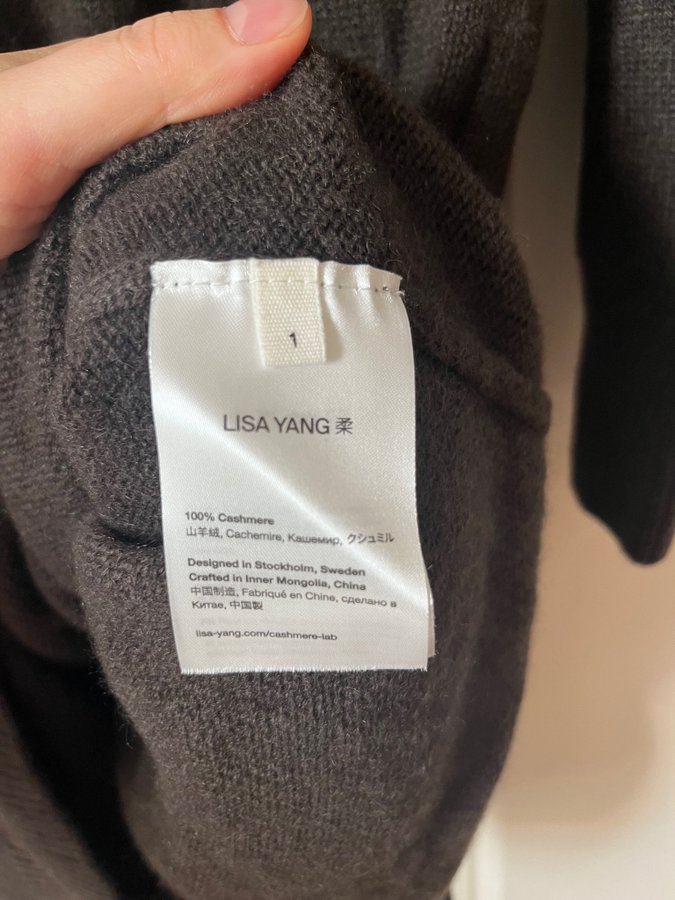 1
LISA YANG 柔
100% Cashmere
山羊绒, Cachemire, Кашемир, クシュミル
Designed in Stockholm, Sweden
Crafted in Inner Mongolia, China
中国制造, Fabriqué en Chine, сделано в
Китае, 中国製
lisa-yang.com/cashmere-lab